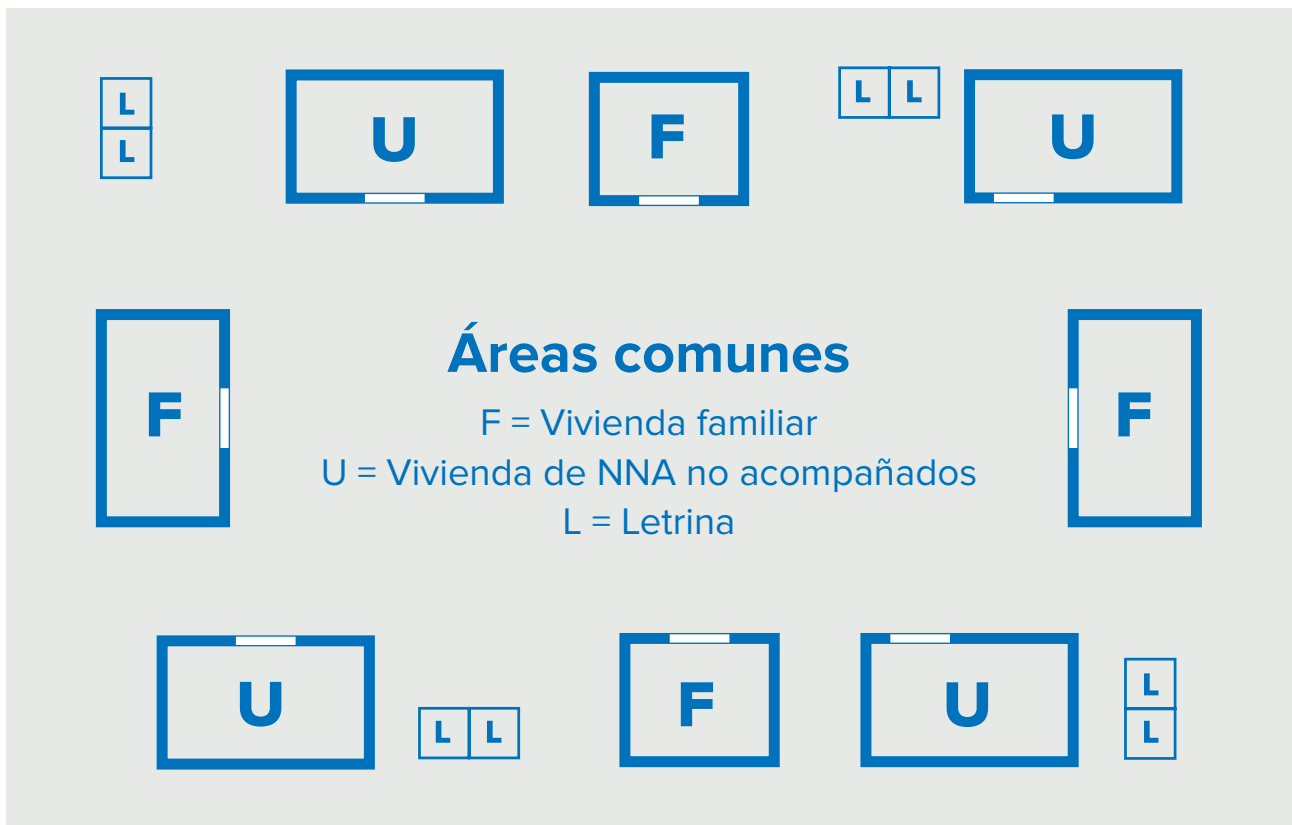 L
L
U
F
L L
U
F
Áreas comunes
F = Vivienda familiar
U = Vivienda de NNA no acompañados
L = Letrina
F
U
L L
F
U
L
L